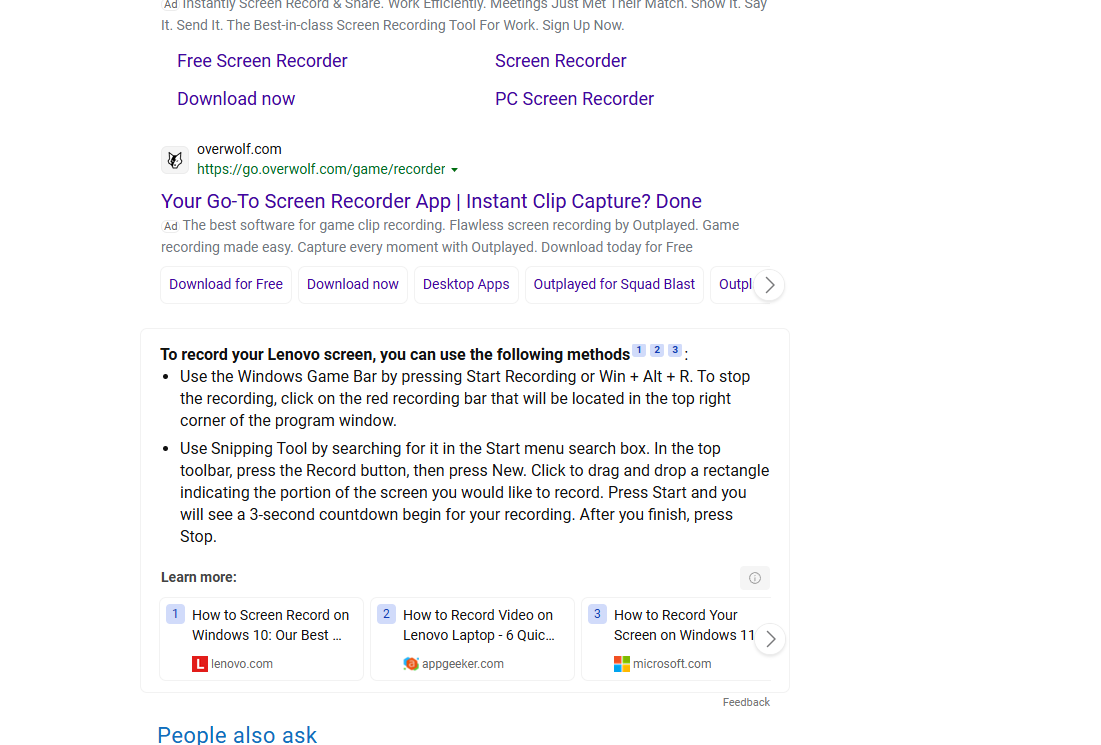 Ad Instantly Screen Record & Share. Work Efficiently. Meetings Just Met Their Match. Show It. Say
It. Send It. The Best-in-class Screen Recording Tool For Work. Sign Up Now.
Free Screen Recorder
Screen Recorder
Download now
PC Screen Recorder
overwolf.com
https://go.overwolf.com/game/recorder
Your Go-To Screen Recorder App | Instant Clip Capture? Done
Ad The best software for game clip recording. Flawless screen recording by Outplayed. Game
recording made easy. Capture every moment with Outplayed. Download today for Free
Download for Free
Download now
Desktop Apps
Outplayed for Squad Blast
Outpl
To record your Lenovo screen, you can use the following methods 1 2 3 :
• Use the Windows Game Bar by pressing Start Recording or Win + Alt + R. To stop
the recording, click on the red recording bar that will be located in the top right
corner of the program window.
• Use Snipping Tool by searching for it in the Start menu search box. In the top
toolbar, press the Record button, then press New. Click to drag and drop a rectangle
indicating the portion of the screen you would like to record. Press Start and you
will see a 3-second countdown begin for your recording. After you finish, press
Stop.
Learn more:
1 How to Screen Record on
Windows 10: Our Best ...
L lenovo.com
2 How to Record Video on
Lenovo Laptop - 6 Quic...
a appgeeker.com
3 How to Record Your
Screen on Windows 11
microsoft.com
Feedback
People also ask